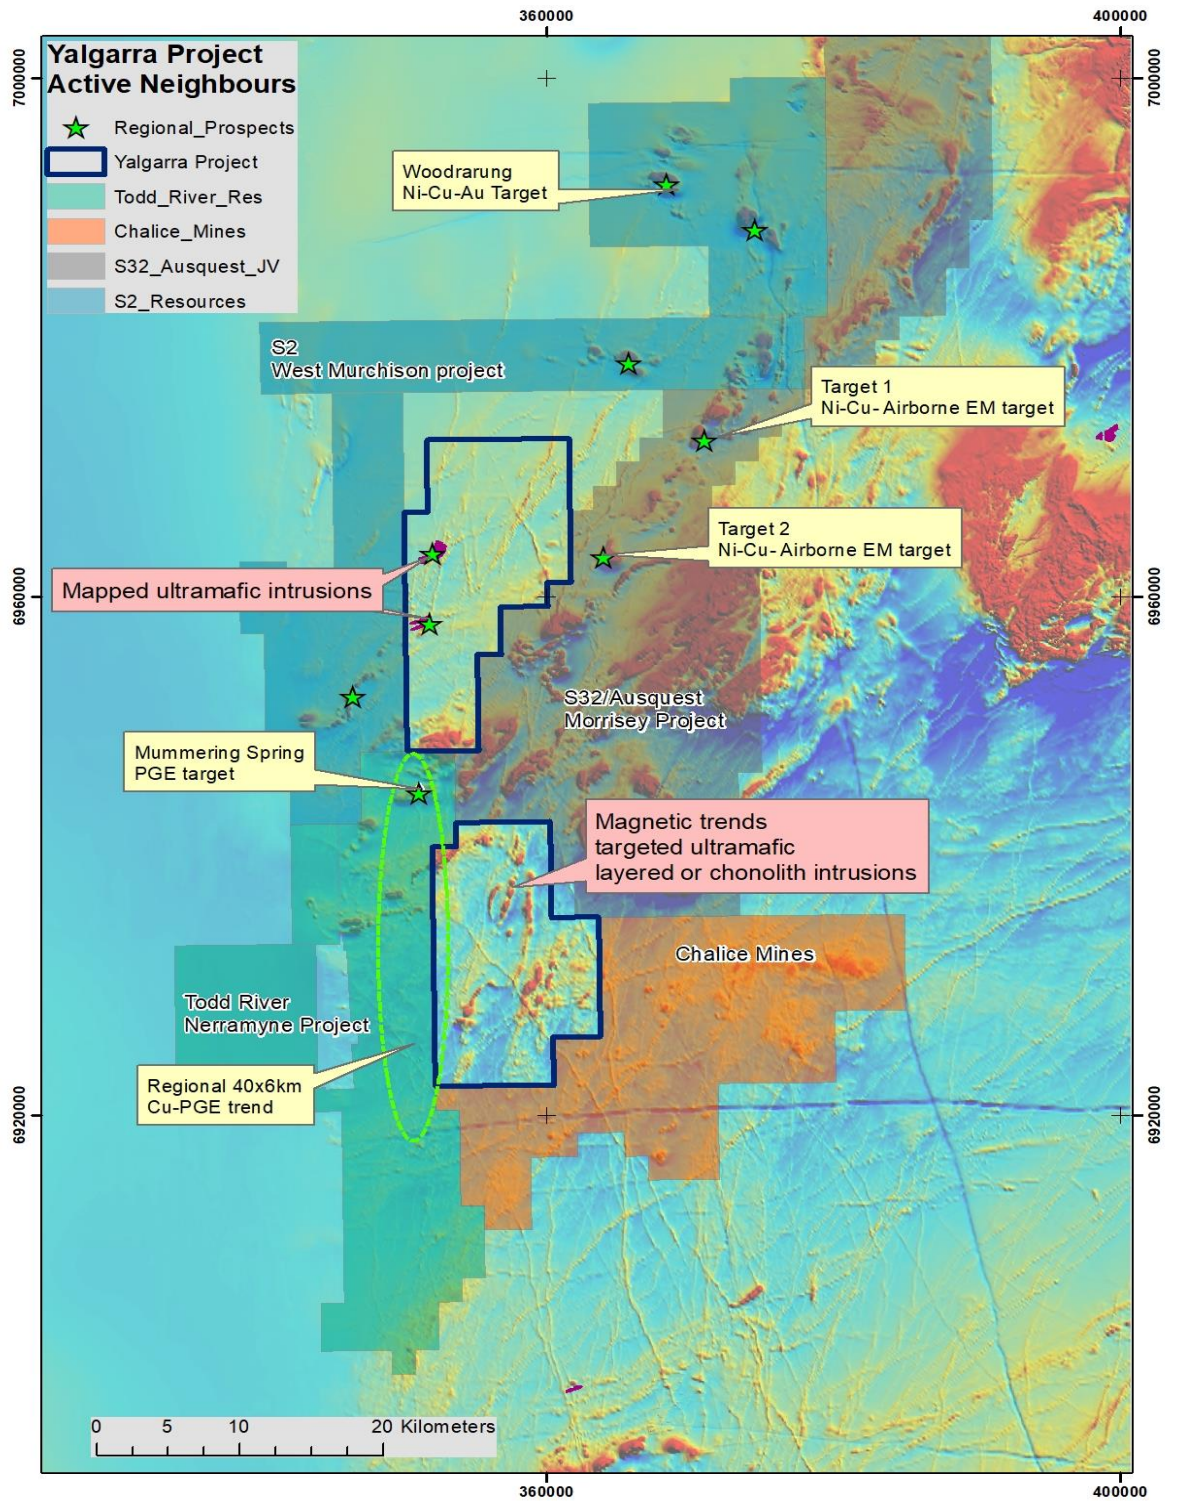 360000
400000
Yalgarra Project
Active Neighbours
Regional_Prospects
Yalgarra Project
Todd_River_Res
Chalice_Mines
S32_Ausquest_JV
S2_Resources
7000000
7000000
Woodrarung
Ni-Cu-Au Target
S2
West Murchison project
Target 1
Ni-Cu- Airborne EM target
Target 2
Ni-Cu- Airborne EM target
Mapped ultramafic intrusions
6960000
6960000
S32/Ausquest
Morrisey Project
Mummering Spring
PGE target
Magnetic trends
targeted ultramafic
layered or chonolith intrusions
Chalice Mines
Todd River
Nerramyne Project
Regional 40x6km
Cu-PGE trend
6920000
6920000
0 5 10 20 Kilometers
360000
400000